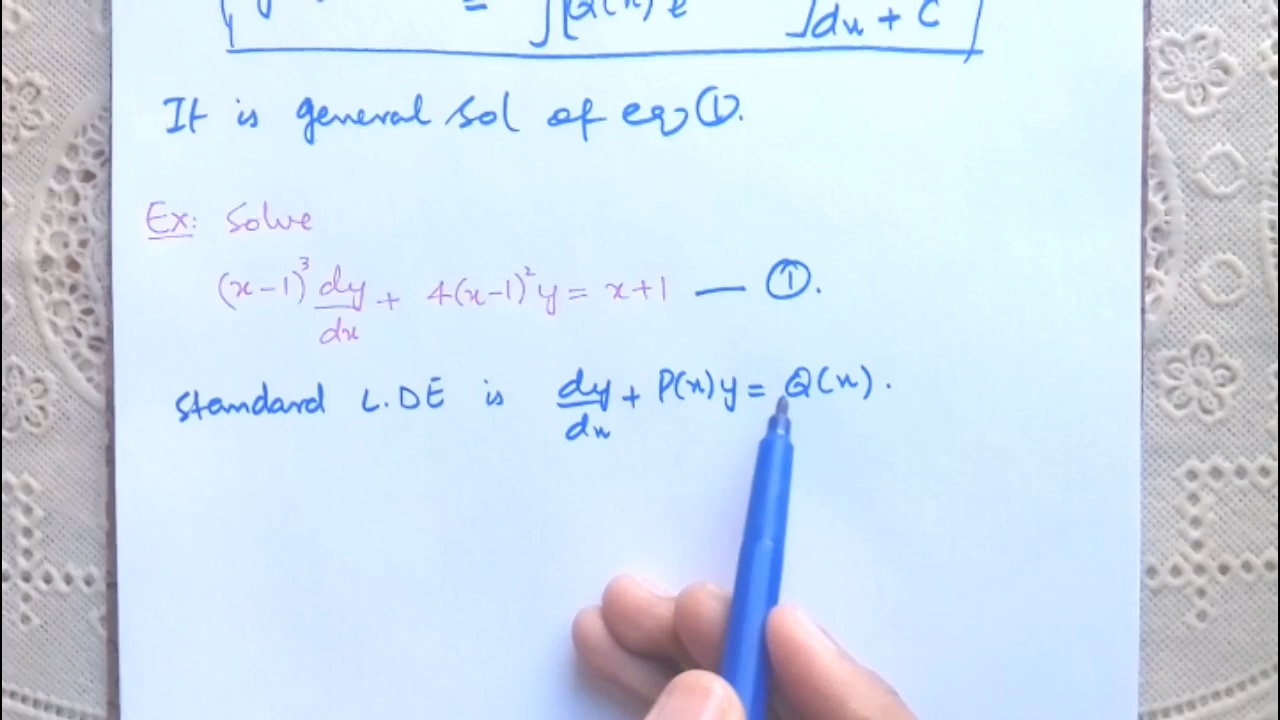 = ∫[Q(x) e ]dx + C
It is general sol of eq ①.
Ex: Solve
(x-1)³ dy/dx + 4(x-1)² y = x+1 — ①.
Standard L.DE is dy/dx + P(x)y = Q(x).